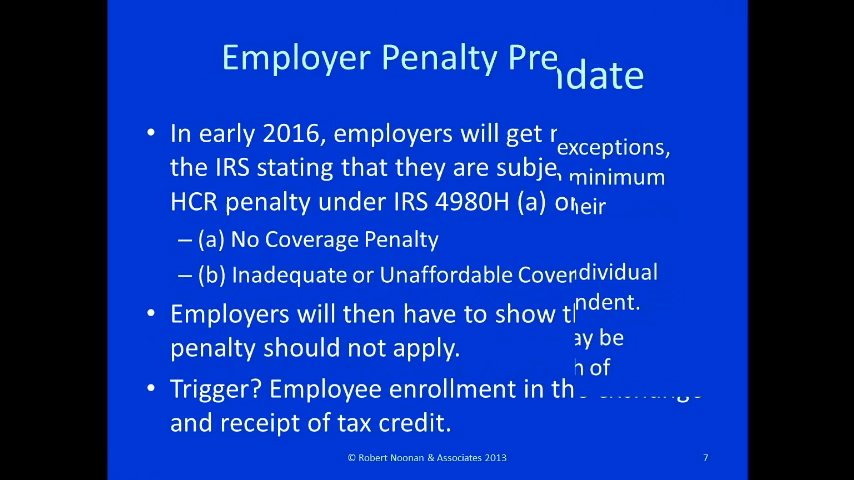 Employer Penalty Pre
ndate
• In early 2016, employers will get
exceptions,
the IRS stating that they are subje
minimum
HCR penalty under IRS 4980H (a) or
heir
– (a) No Coverage Penalty
– (b) Inadequate or Unaffordable Cover
dividual
ndent.
• Employers will then have to show t
ay be
penalty should not apply.
h of
• Trigger? Employee enrollment in the
and receipt of tax credit.
© Robert Noonan & Associates 2013
7